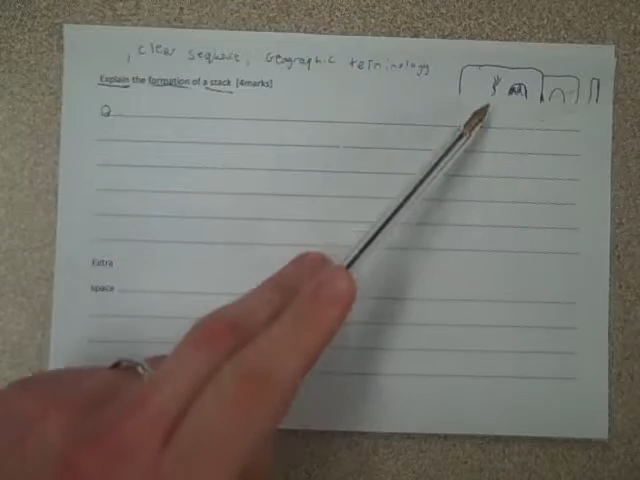 , clear sequence, Geographic terminology
Explain the formation of a stack [4marks]
Extra
space